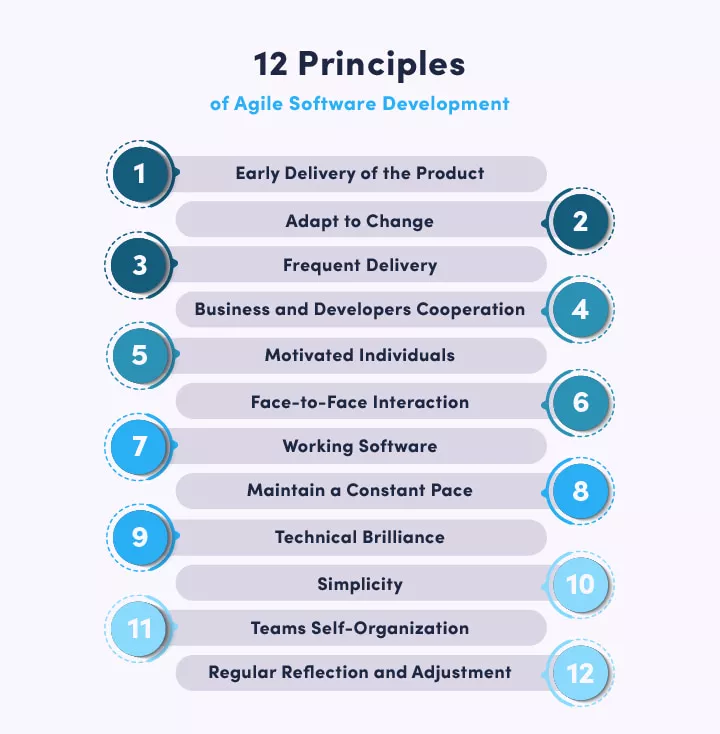 12 Principles
of Agile Software Development
1 Early Delivery of the Product
Adapt to Change 2
3 Frequent Delivery
Business and Developers Cooperation 4
5 Motivated Individuals
Face-to-Face Interaction 6
7 Working Software
Maintain a Constant Pace 8
9 Technical Brilliance
Simplicity 10
11 Teams Self-Organization
Regular Reflection and Adjustment 12